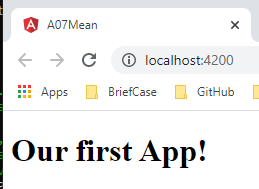 A07Mean
localhost:4200
Apps BriefCase GitHub
Our first App!